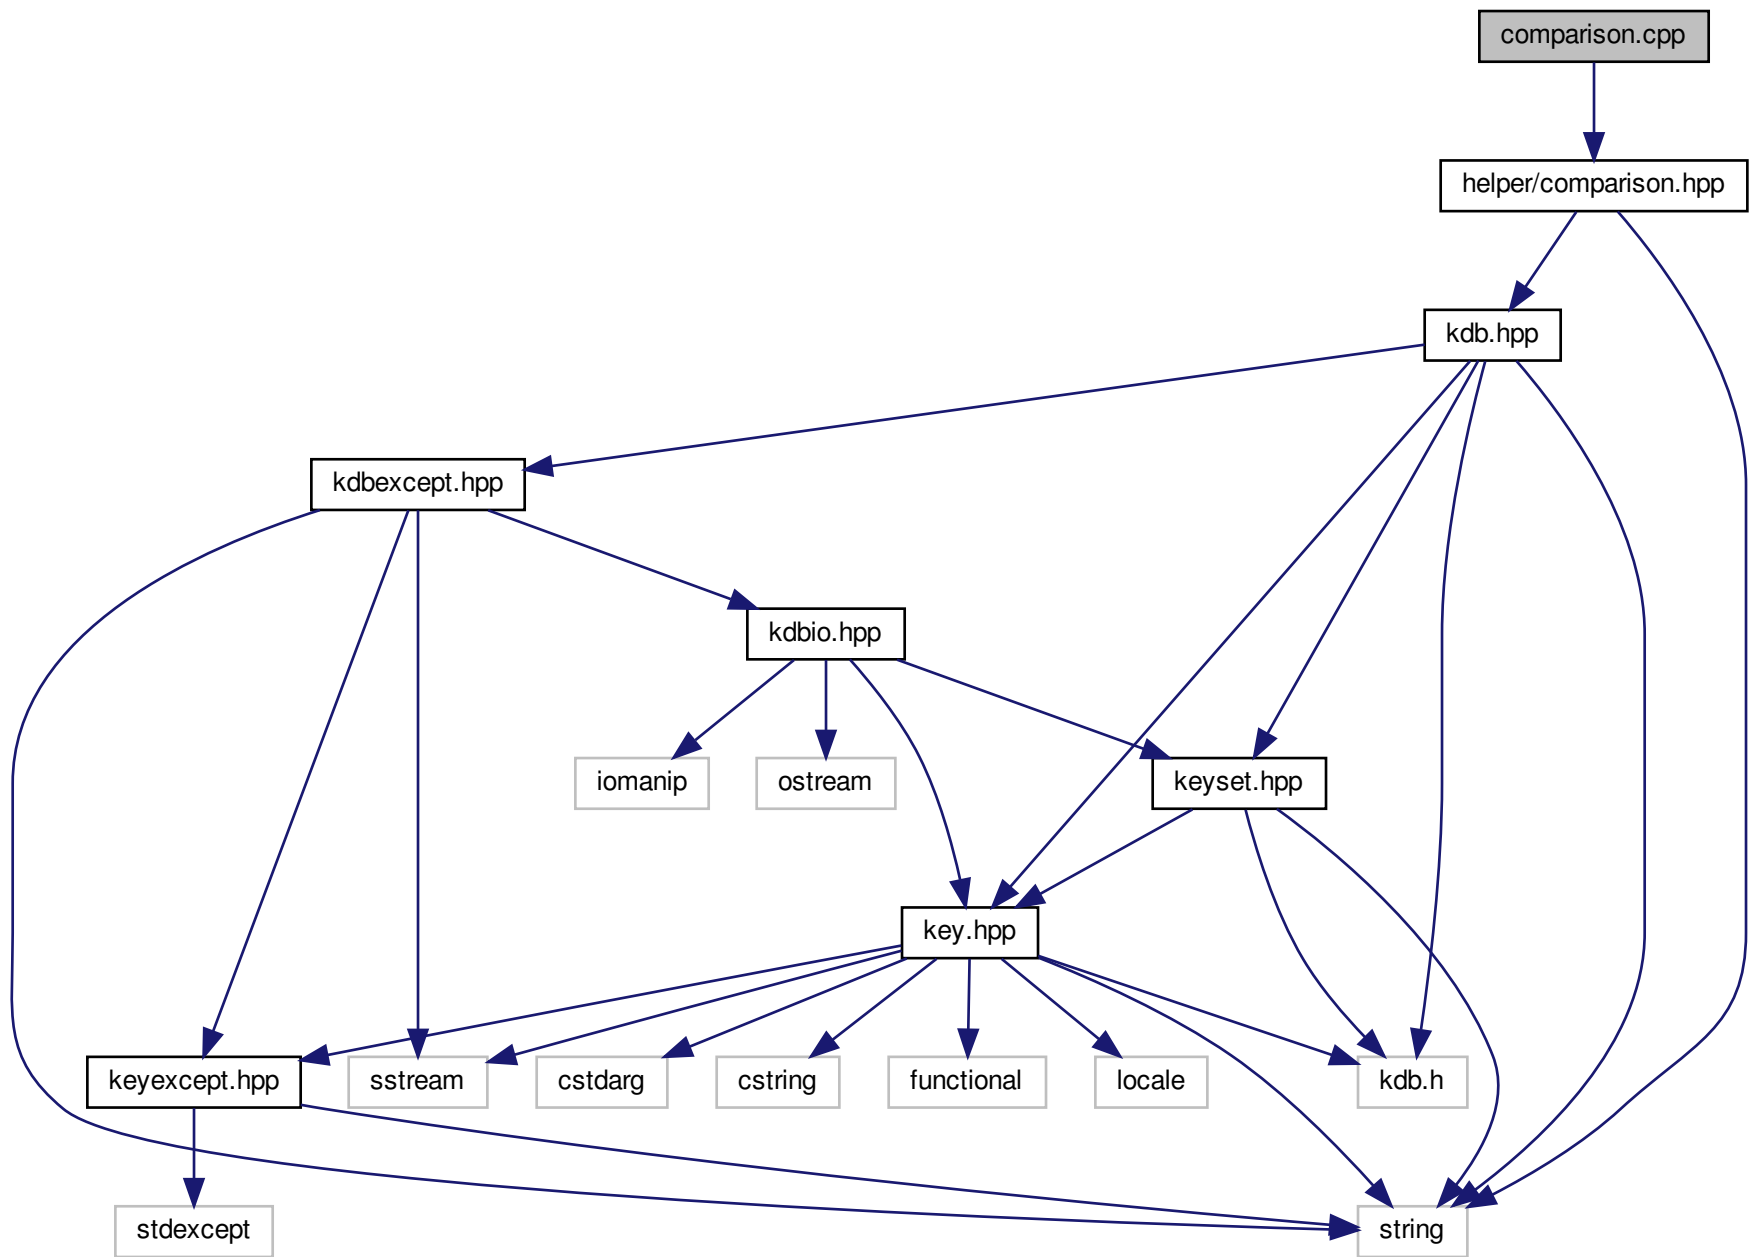 comparison.cpp
helper/comparison.hpp
kdb.hpp
kdbexcept.hpp
kdbio.hpp
iomanip
ostream
keyset.hpp
key.hpp
keyexcept.hpp
sstream
cstdarg
cstring
functional
locale
kdb.h
stdexcept
string